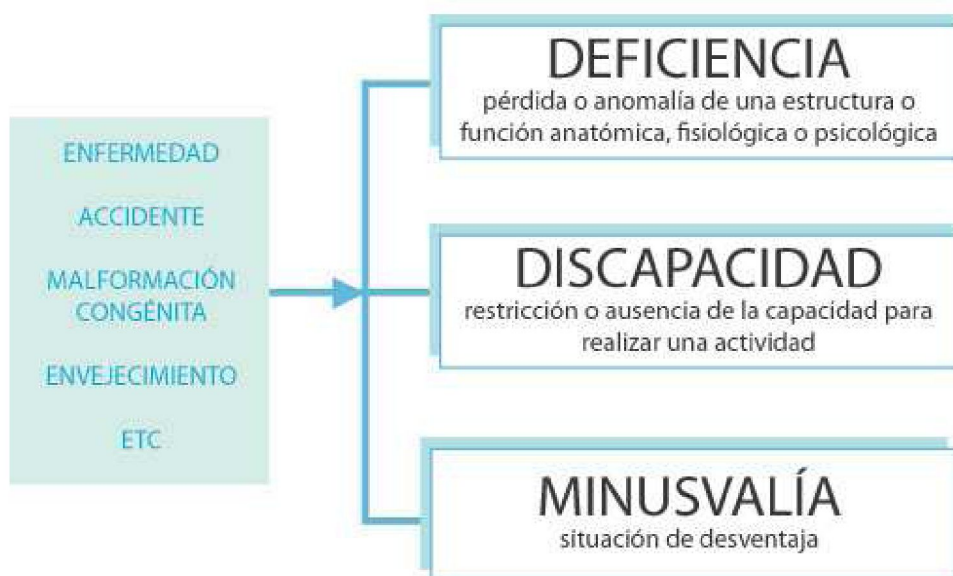 ENFERMEDAD
ACCIDENTE
MALFORMACIÓN
CONGÉNITA
ENVEJECIMIENTO
ETC
DEFICIENCIA
pérdida o anomalía de una estructura o
función anatómica, fisiológica o psicológica
DISCAPACIDAD
restricción o ausencia de la capacidad para
realizar una actividad
MINUSVALÍA
situación de desventaja